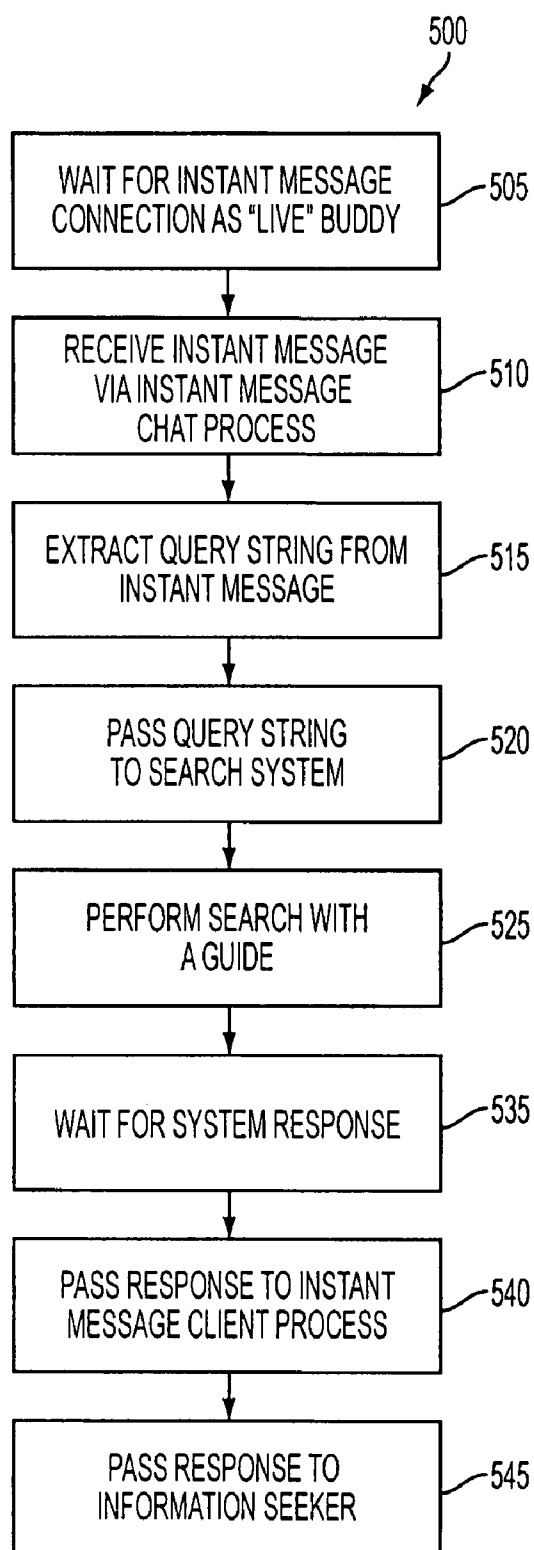 500
WAIT FOR INSTANT MESSAGE
CONNECTION AS "LIVE" BUDDY
505
RECEIVE INSTANT MESSAGE
VIA INSTANT MESSAGE
CHAT PROCESS
510
EXTRACT QUERY STRING FROM
INSTANT MESSAGE
515
PASS QUERY STRING
TO SEARCH SYSTEM
520
PERFORM SEARCH WITH
A GUIDE
525
WAIT FOR SYSTEM RESPONSE
535
PASS RESPONSE TO INSTANT
MESSAGE CLIENT PROCESS
540
PASS RESPONSE TO
INFORMATION SEEKER
545